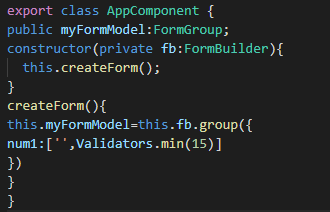 export class AppComponent {
public myFormModel:FormGroup;
constructor(private fb:FormBuilder){
this.createForm();
}
createForm(){
this.myFormModel=this.fb.group({
num1:['',Validators.min(15)]
})
}
}